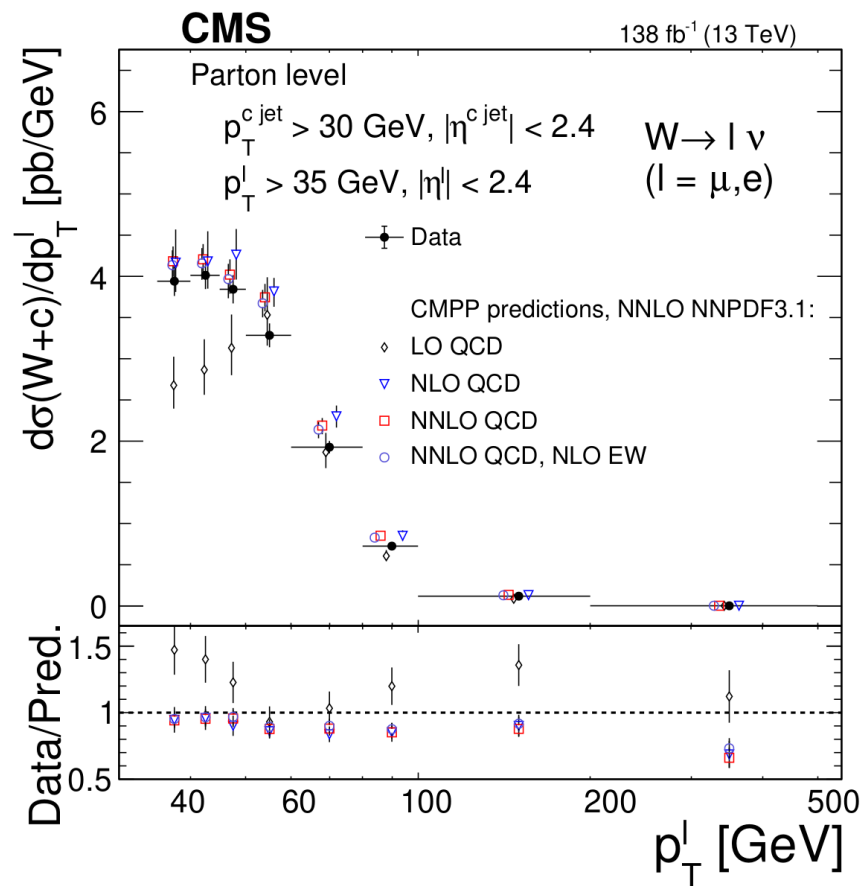 CMS
138 fb⁻¹ (13 TeV)
Parton level
p_T^{c jet} > 30 GeV, |η^{c jet}| < 2.4
p_T^l > 35 GeV, |η^l| < 2.4
W → l ν
(l = μ,e)
Data
CMPP predictions, NNLO NNPDF3.1:
LO QCD
NLO QCD
NNLO QCD
NNLO QCD, NLO EW
dσ(W+c)/dp_T^l [pb/GeV]
6
4
2
0
Data/Pred.
1.5
1
0.5
40
60
100
200
500
p_T^l [GeV]